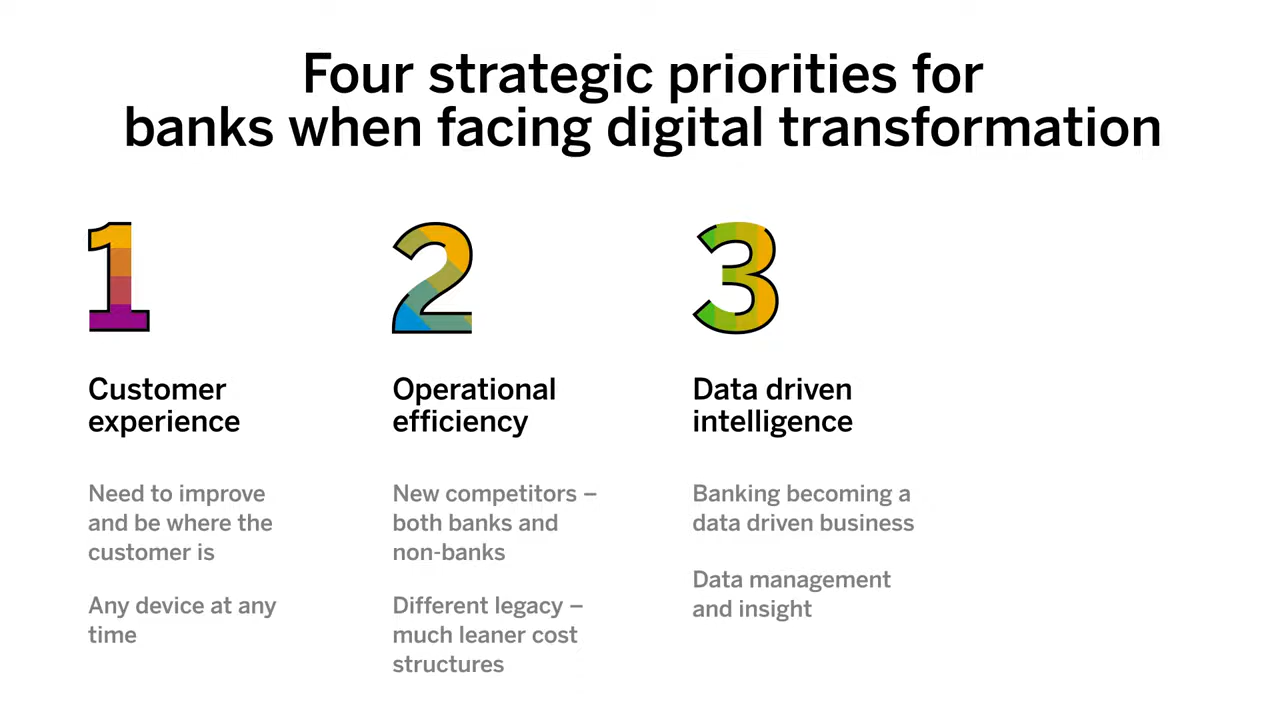 Four strategic priorities for
banks when facing digital transformation
1
Customer
experience
Need to improve
and be where the
customer is
Any device at any
time
2
Operational
efficiency
New competitors –
both banks and
non-banks
Different legacy –
much leaner cost
structures
3
Data driven
intelligence
Banking becoming a
data driven business
Data management
and insight